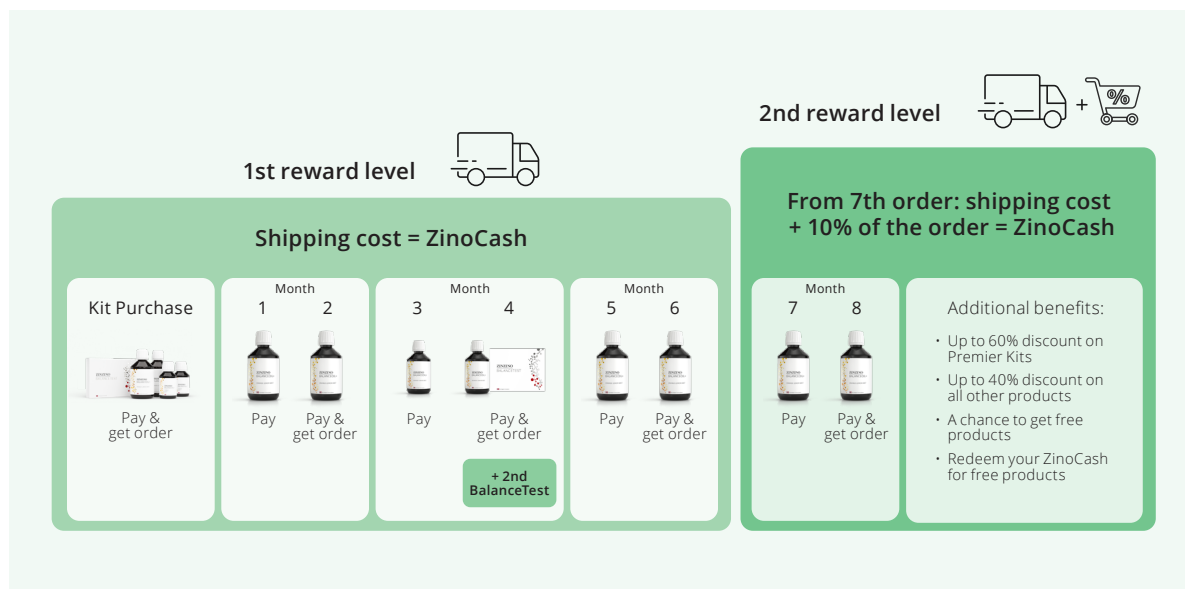 2nd reward level
+
%
1st reward level
From 7th order: shipping cost
+ 10% of the order = ZinoCash
Shipping cost = ZinoCash
Kit Purchase
Pay &
get order
Month
1 2
Pay
Pay &
get order
Month
3 4
ZINZINO
Pay
Pay &
get order
+ 2nd
BalanceTest
Month
5 6
Pay
Pay &
get order
Month
7 8
Pay
Pay &
get order
Additional benefits:
• Up to 60% discount on
Premier Kits
• Up to 40% discount on
all other products
• A chance to get free
products
• Redeem your ZinoCash
for free products